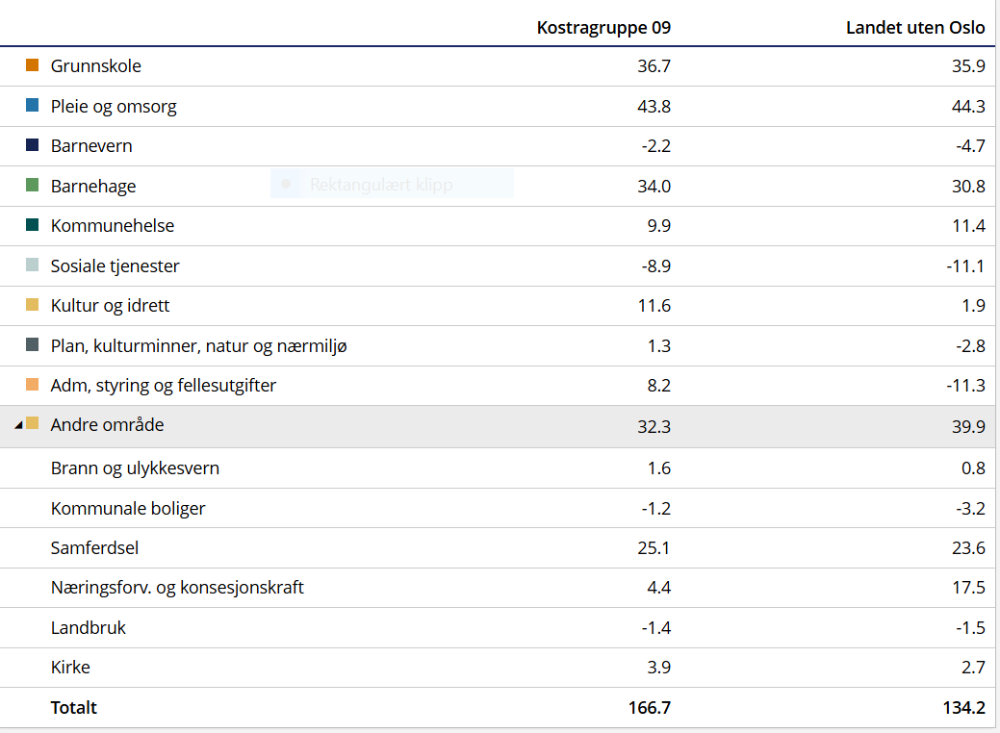 Kostragruppe 09 Landet uten Oslo
Grunnskole 36.7 35.9
Pleie og omsorg 43.8 44.3
Barnevern -2.2 -4.7
Rektangulært klipp
Barnehage 34.0 30.8
Kommunehelse 9.9 11.4
Sosiale tjenester -8.9 -11.1
Kultur og idrett 11.6 1.9
Plan, kulturminner, natur og nærmiljø 1.3 -2.8
Adm, styring og fellesutgifter 8.2 -11.3
Andre område 32.3 39.9
Brann og ulykkesvern 1.6 0.8
Kommunale boliger -1.2 -3.2
Samferdsel 25.1 23.6
Næringsforv. og konsesjonskraft 4.4 17.5
Landbruk -1.4 -1.5
Kirke 3.9 2.7
Totalt 166.7 134.2